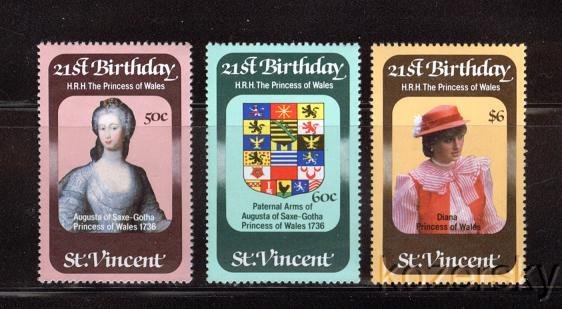 21st Birthday
H.R.H. The Princess of Wales
50c
Augusta of Saxe-Gotha
Princess of Wales 1736
St.Vincent
21st Birthday
H.R.H. The Princess of Wales
60c
Paternal Arms of
Augusta of Saxe-Gotha
Princess of Wales 1736
St.Vincent
21st Birthday
H.R.H. The Princess of Wales
$6
Diana
Princess of Wales
St.Vincent
kozersky